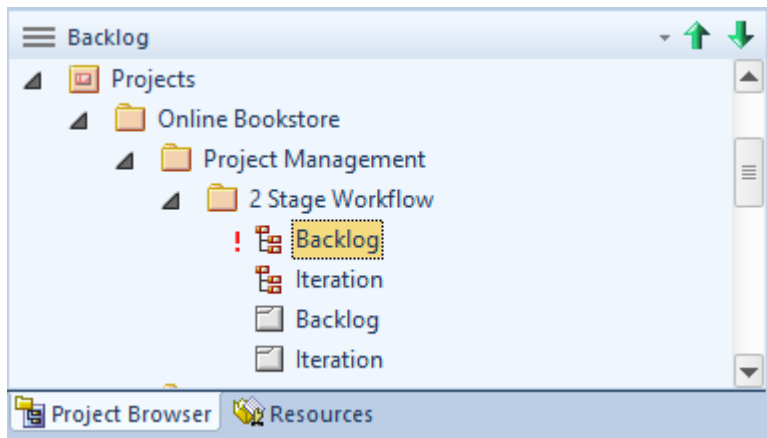 Backlog
Projects
Online Bookstore
Project Management
2 Stage Workflow
! Backlog
Iteration
Backlog
Iteration
Project Browser Resources